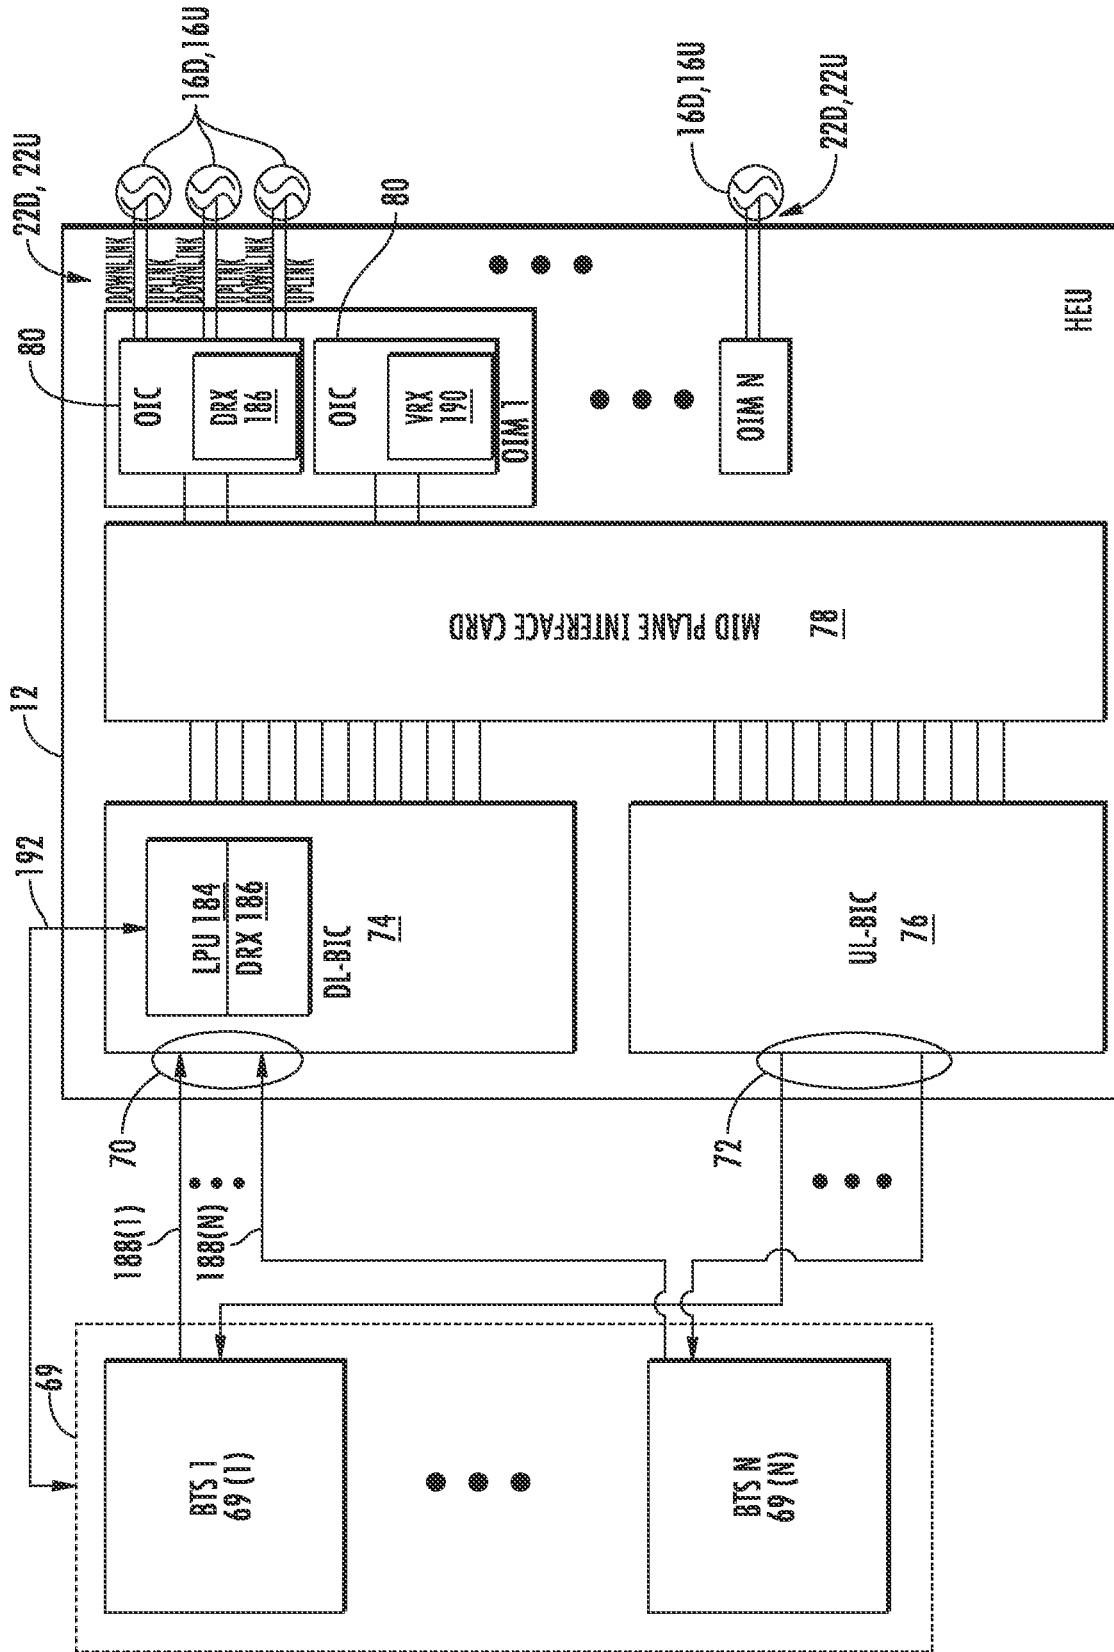 192
12
22D, 22U
16D,16U
69
BTS 1
69 (1)
BTS N
69 (N)
188(1)
188(N)
70
72
LPU 184
DRX 186
DL-BIC
74
UL-BIC
76
MID PLANE INTERFACE CARD
78
80
OIC
DRX
186
80
OIC
VRX
190
OIM 1
DOWNLINK
UPLINK
DOWNLINK
UPLINK
DOWNLINK
UPLINK
OIM N
16D,16U
22D,22U
HEU